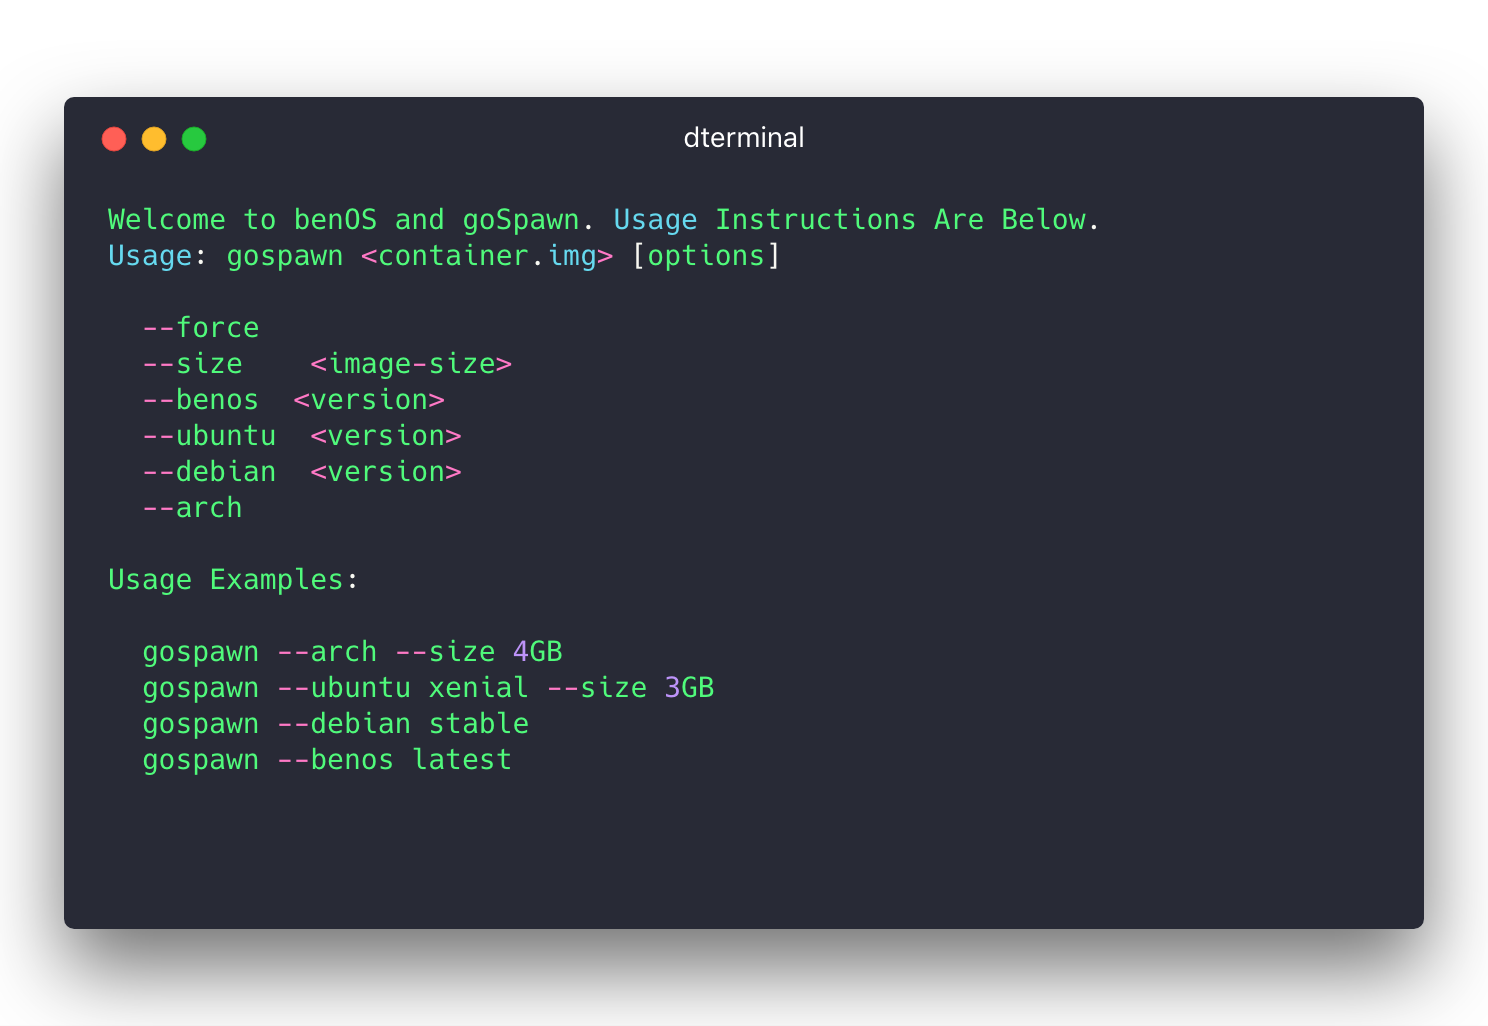 dterminal
Welcome to benOS and goSpawn. Usage Instructions Are Below.
Usage: gospawn <container.img> [options]
--force
--size    <image-size>
--benos  <version>
--ubuntu  <version>
--debian  <version>
--arch
Usage Examples:
gospawn --arch --size 4GB
gospawn --ubuntu xenial --size 3GB
gospawn --debian stable
gospawn --benos latest